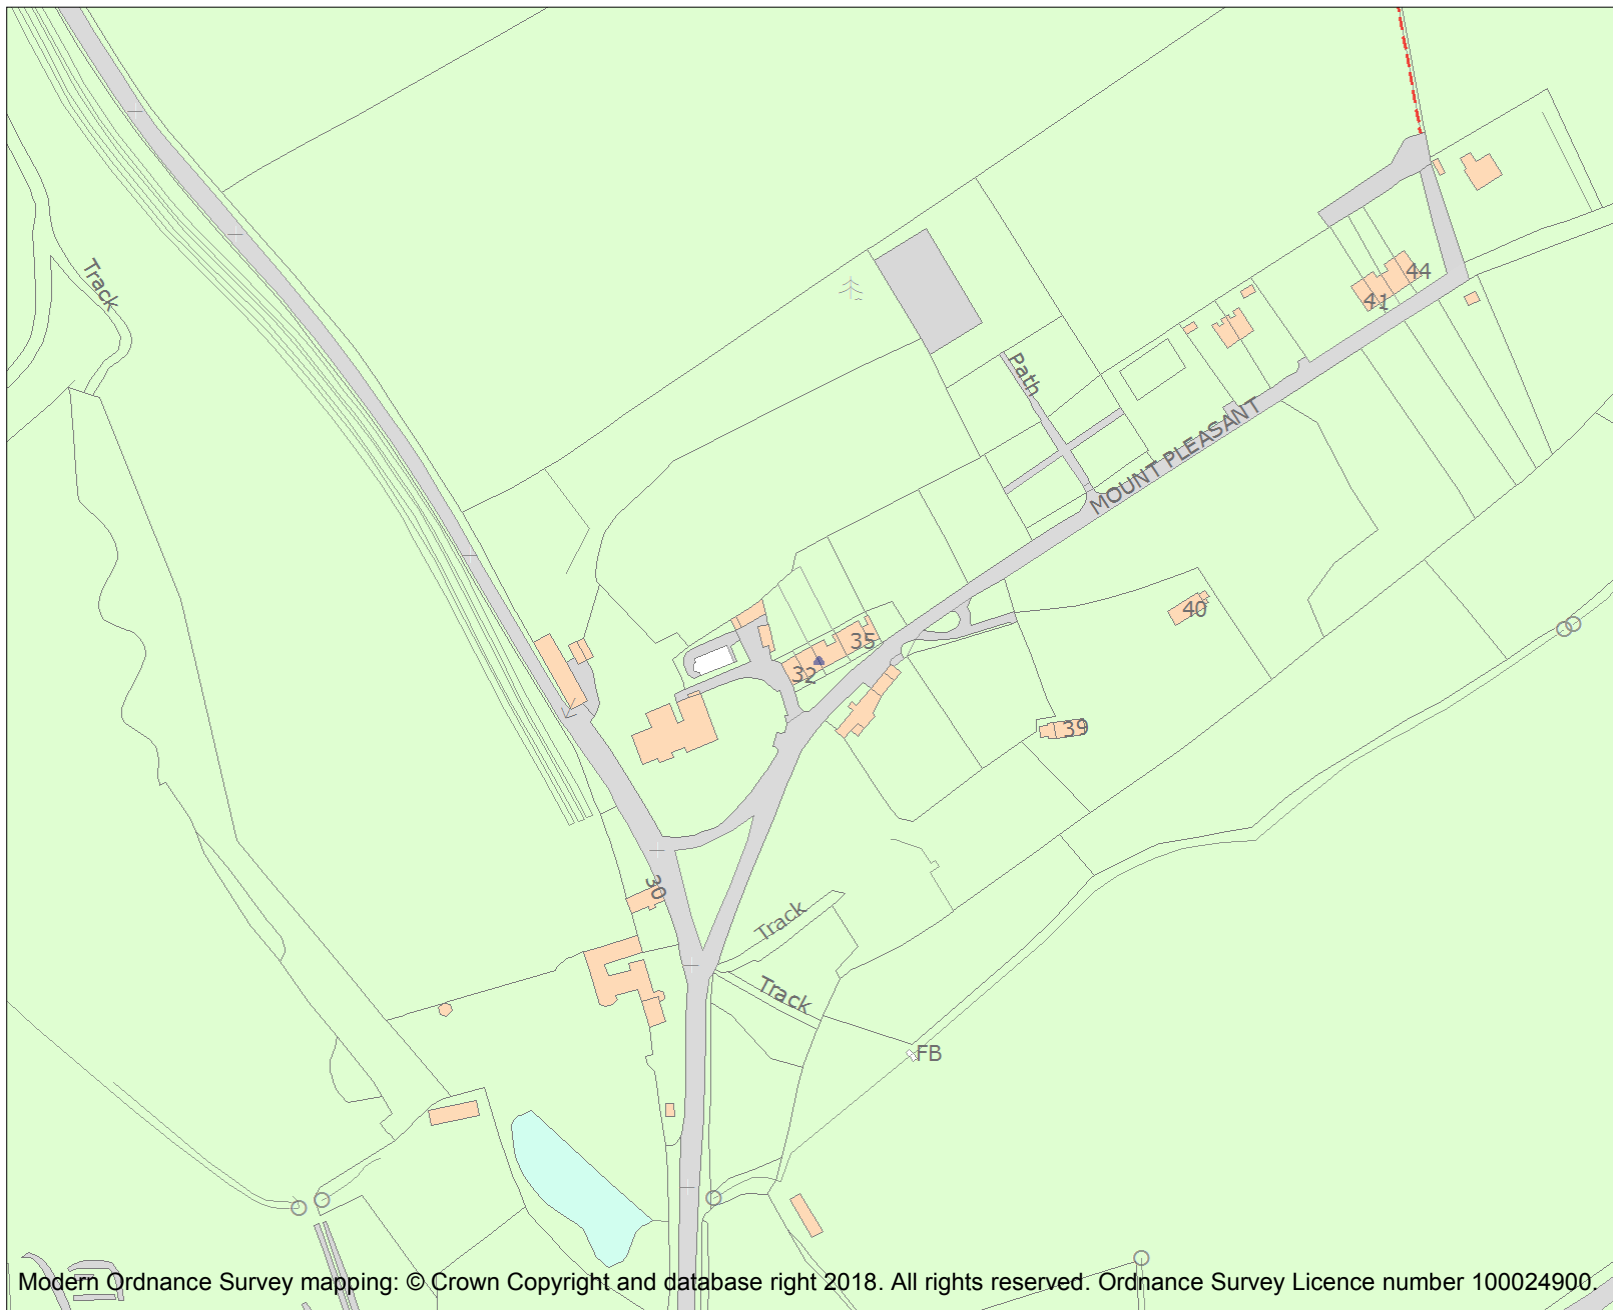 Track
44
41
Path
MOUNT PLEASANT
40
35
32
39
30
Track
Track
FB
Modern Ordnance Survey mapping: © Crown Copyright and database right 2018. All rights reserved. Ordnance Survey Licence number 100024900.